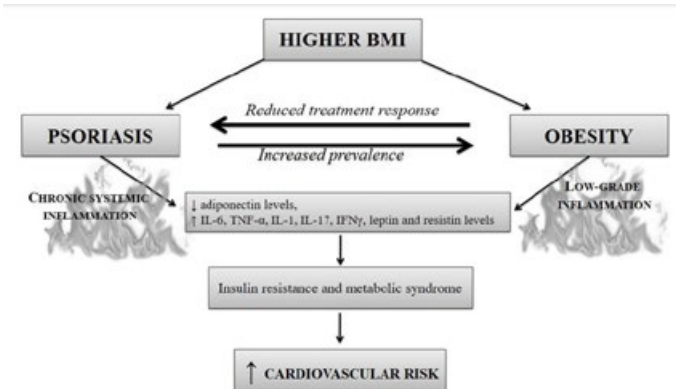 HIGHER BMI
Reduced treatment response
PSORIASIS
OBESITY
Increased prevalence
CHRONIC SYSTEMIC
INFLAMMATION
LOW-GRADE
INFLAMMATION
↓ adiponectin levels,
↑ IL-6, TNF-α, IL-1, IL-17, IFNγ, leptin and resistin levels
Insulin resistance and metabolic syndrome
↑ CARDIOVASCULAR RISK